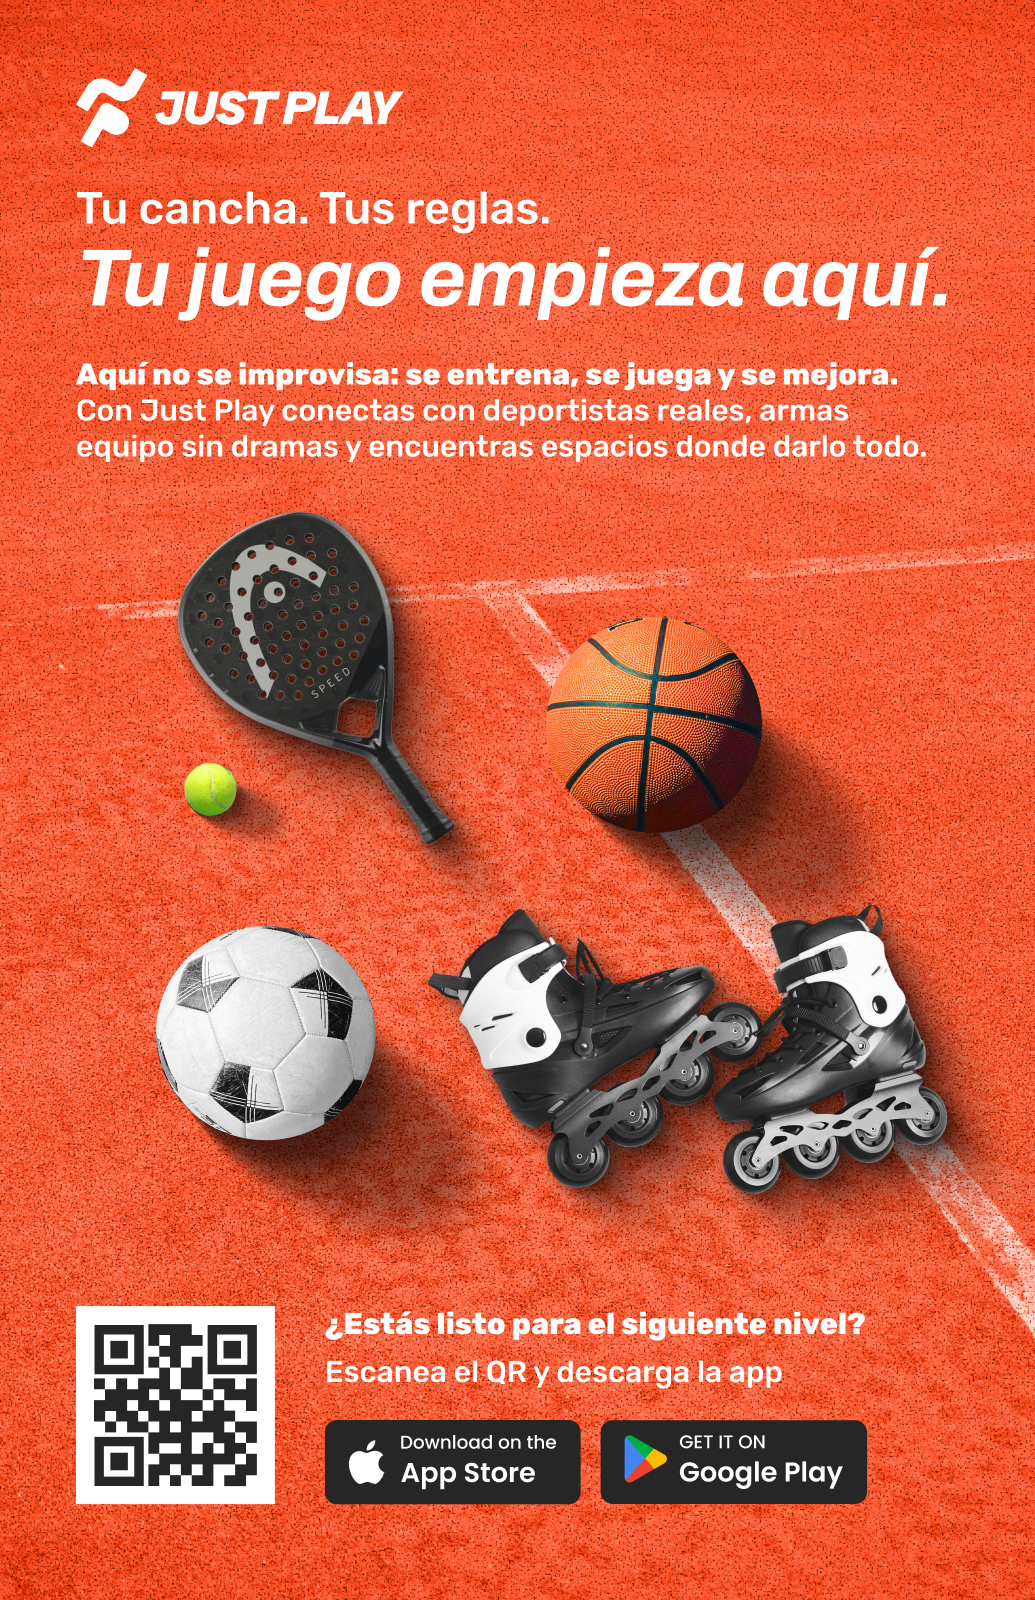 JUST PLAY
Tu cancha. Tus reglas.
Tu juego empieza aquí.
Aquí no se improvisa: se entrena, se juega y se mejora.
Con Just Play conectas con deportistas reales, armas
equipo sin dramas y encuentras espacios donde darlo todo.
SPEED
¿Estás listo para el siguiente nivel?
Escanea el QR y descarga la app
Download on the
App Store
GET IT ON
Google Play